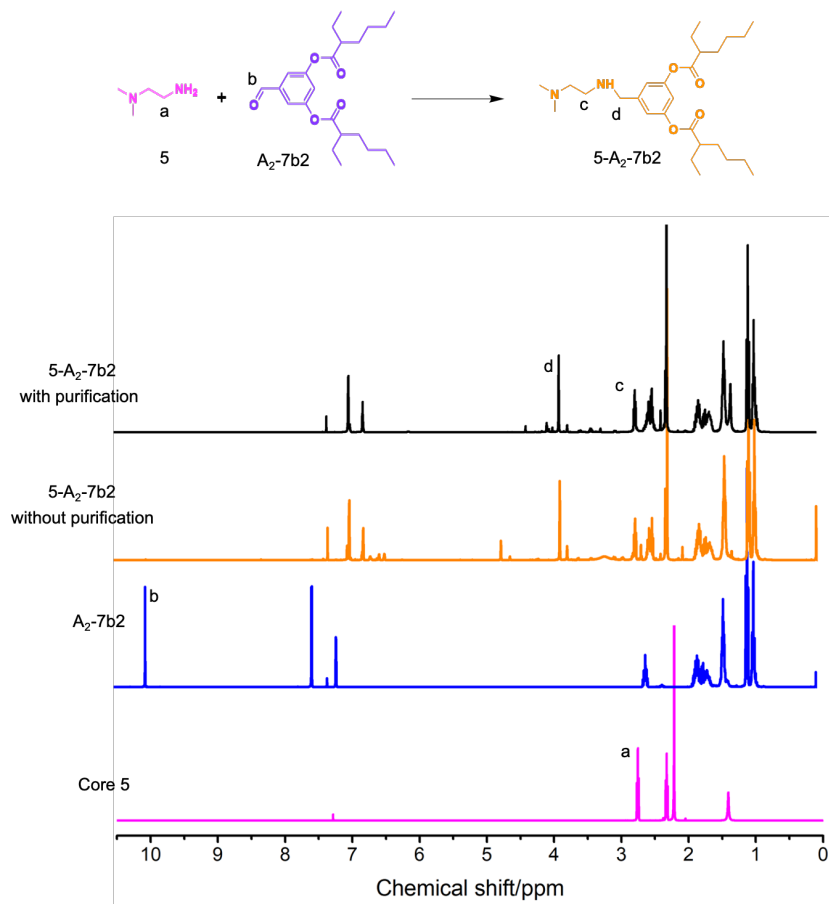 N
NH₂
a
5
+
b
O
O
O
O
O
A₂-7b2
N
NH
c
d
O
O
O
O
5-A₂-7b2
5-A₂-7b2
with purification
d
c
5-A₂-7b2
without purification
A₂-7b2
b
Core 5
a
10 9 8 7 6 5 4 3 2 1 0
Chemical shift/ppm